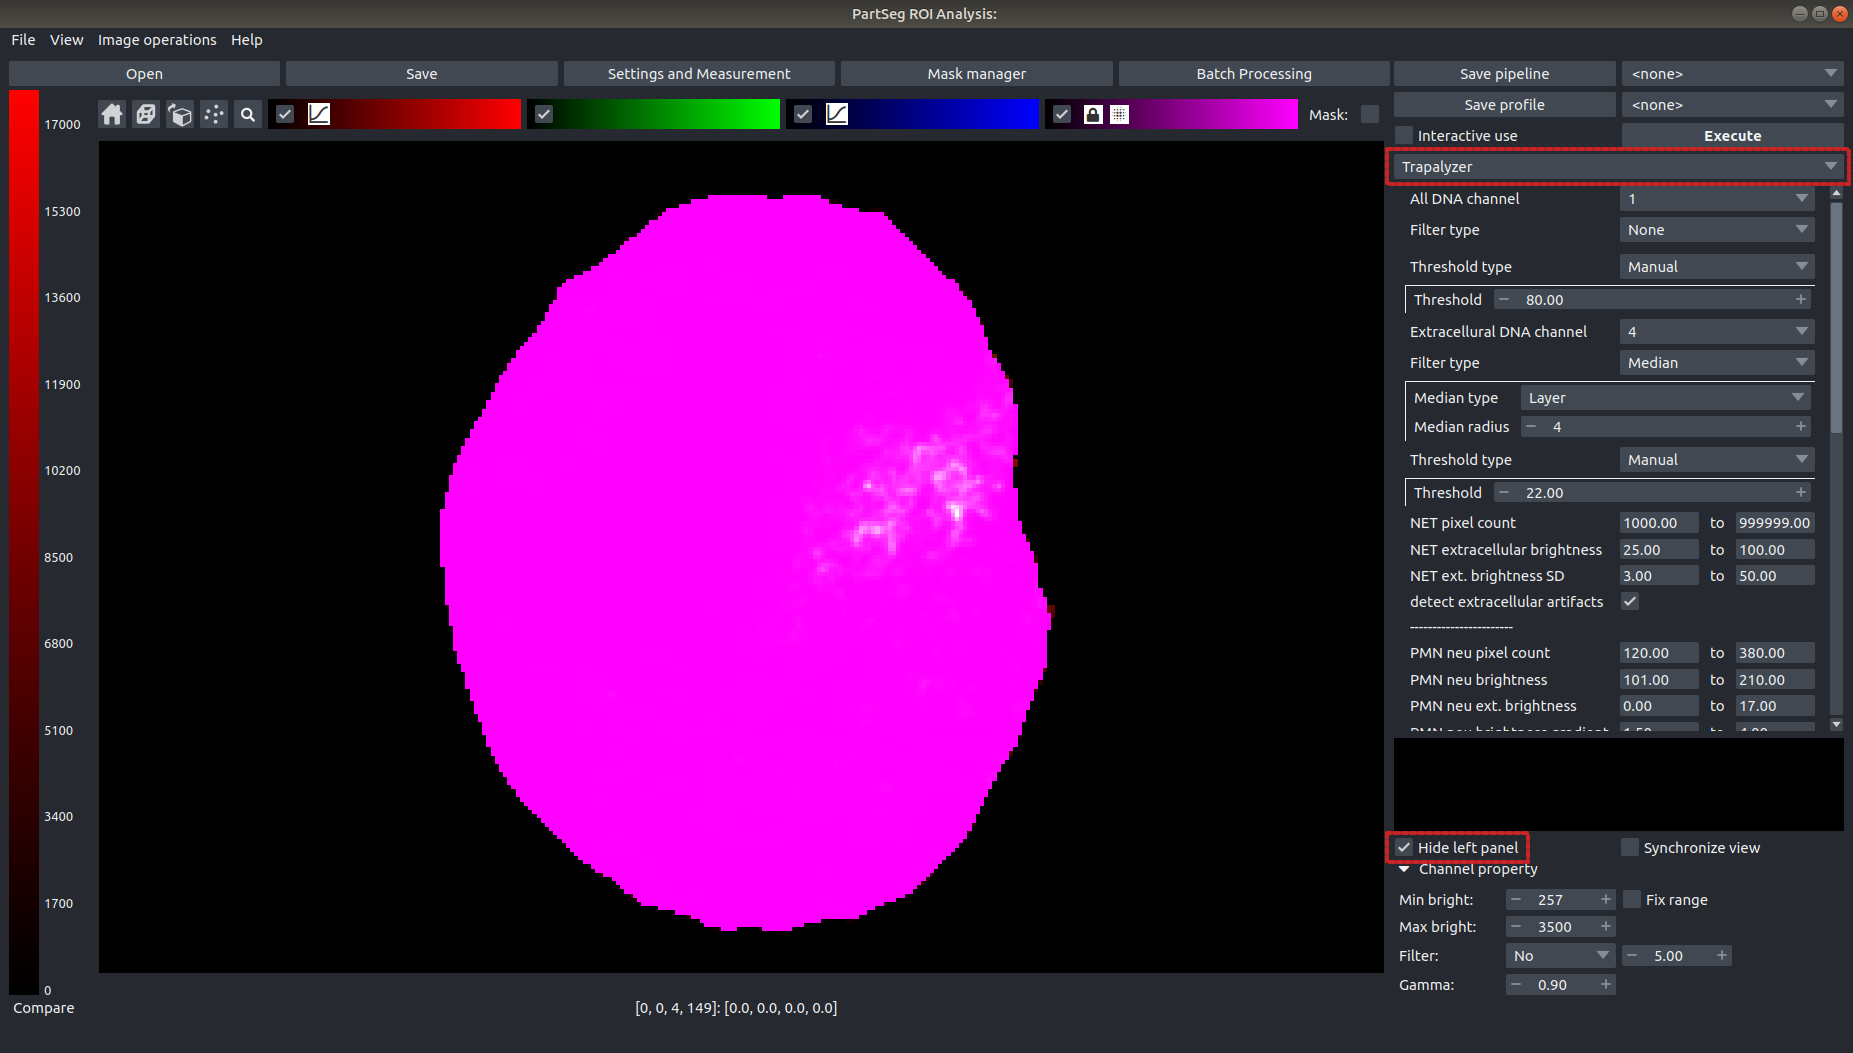 PartSeg ROI Analysis:
File View Image operations Help
Open Save Settings and Measurement Mask manager Batch Processing Save pipeline <none>
Save profile <none>
17000
15300
13600
11900
10200
8500
6800
5100
3400
1700
0
Mask:
Interactive use Execute
Trapalyzer
All DNA channel 1
Filter type None
Threshold type Manual
Threshold − 80.00 +
Extracellural DNA channel 4
Filter type Median
Median type Layer
Median radius − 4 +
Threshold type Manual
Threshold − 22.00 +
NET pixel count 1000.00 to 999999.00
NET extracellular brightness 25.00 to 100.00
NET ext. brightness SD 3.00 to 50.00
detect extracellular artifacts
-----------------------
PMN neu pixel count 120.00 to 380.00
PMN neu brightness 101.00 to 210.00
PMN neu ext. brightness 0.00 to 17.00
Hide left panel Synchronize view
Channel property
Min bright: − 257 + Fix range
Max bright: − 3500 +
Filter: No − 5.00 +
Gamma: − 0.90 +
Compare [0, 0, 4, 149]: [0.0, 0.0, 0.0, 0.0]